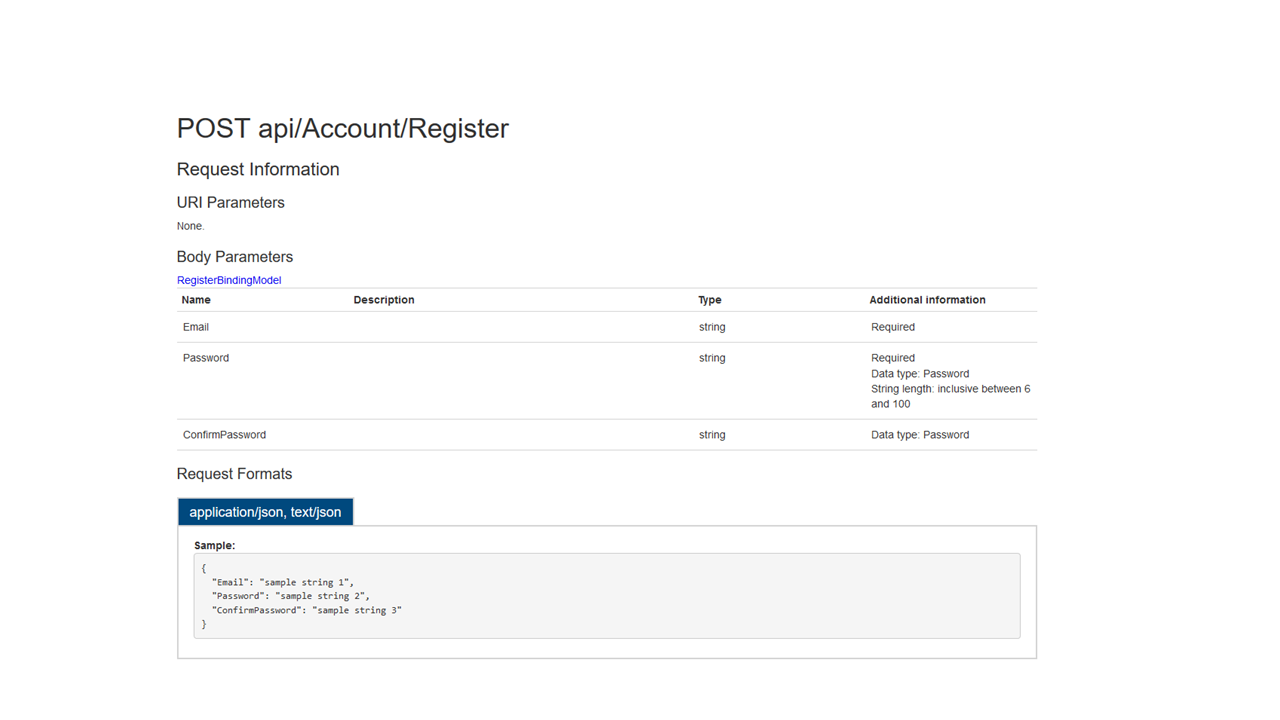 POST api/Account/Register
Request Information
URI Parameters
None.
Body Parameters
RegisterBindingModel
Name Description Type Additional information
Email string Required
Password string Required
Data type: Password
String length: inclusive between 6
and 100
ConfirmPassword string Data type: Password
Request Formats
application/json, text/json
Sample:
{
  "Email": "sample string 1",
  "Password": "sample string 2",
  "ConfirmPassword": "sample string 3"
}